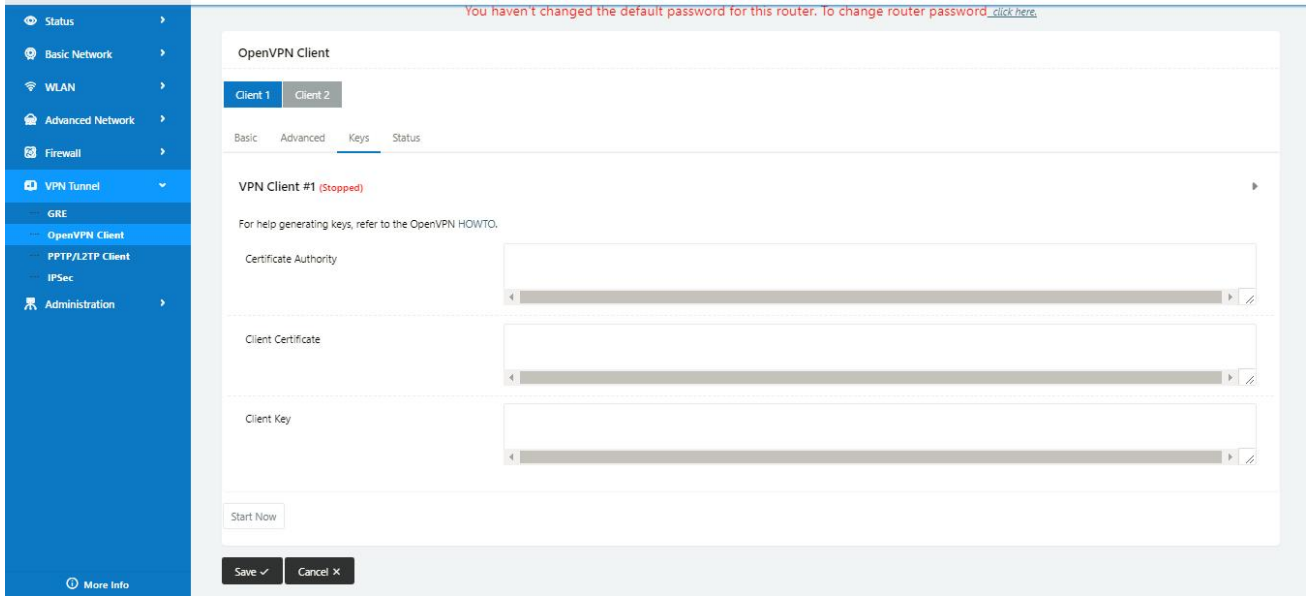 You haven't changed the default password for this router. To change router password click here.
Status
Basic Network
WLAN
Advanced Network
Firewall
VPN Tunnel
GRE
OpenVPN Client
PPTP/L2TP Client
IPSec
Administration
More Info
OpenVPN Client
Client 1 Client 2
Basic Advanced Keys Status
VPN Client #1 (Stopped)
For help generating keys, refer to the OpenVPN HOWTO.
Certificate Authority
Client Certificate
Client Key
Start Now
Save Cancel